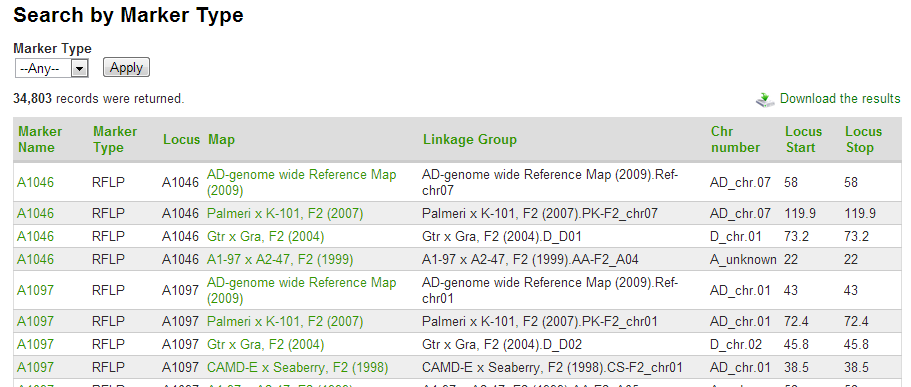 Search by Marker Type
Marker Type
--Any-- Apply
34,803 records were returned. Download the results
Marker Name Marker Type Locus Map Linkage Group Chr number Locus Start Locus Stop
A1046 RFLP A1046 AD-genome wide Reference Map (2009) AD-genome wide Reference Map (2009).Ref-chr07 AD_chr.07 58 58
A1046 RFLP A1046 Palmeri x K-101, F2 (2007) Palmeri x K-101, F2 (2007).PK-F2_chr07 AD_chr.07 119.9 119.9
A1046 RFLP A1046 Gtr x Gra, F2 (2004) Gtr x Gra, F2 (2004).D_D01 D_chr.01 73.2 73.2
A1046 RFLP A1046 A1-97 x A2-47, F2 (1999) A1-97 x A2-47, F2 (1999).AA-F2_A04 A_unknown 22 22
A1097 RFLP A1097 AD-genome wide Reference Map (2009) AD-genome wide Reference Map (2009).Ref-chr01 AD_chr.01 43 43
A1097 RFLP A1097 Palmeri x K-101, F2 (2007) Palmeri x K-101, F2 (2007).PK-F2_chr01 AD_chr.01 72.4 72.4
A1097 RFLP A1097 Gtr x Gra, F2 (2004) Gtr x Gra, F2 (2004).D_D02 D_chr.02 45.8 45.8
A1097 RFLP A1097 CAMD-E x Seaberry, F2 (1998) CAMD-E x Seaberry, F2 (1998).CS-F2_chr01 AD_chr.01 38.5 38.5